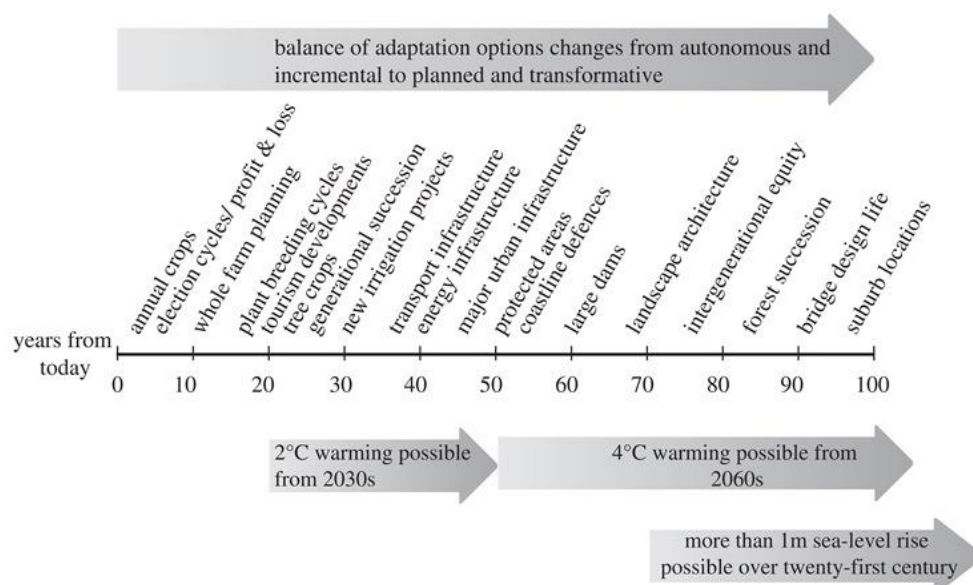 balance of adaptation options changes from autonomous and
incremental to planned and transformative
annual crops
election cycles/ profit & loss
whole farm planning
plant breeding cycles
tourism developments
tree crops
generational succession
new irrigation projects
transport infrastructure
energy infrastructure
major urban infrastructure
protected areas
coastline defences
large dams
landscape architecture
intergenerational equity
forest succession
bridge design life
suburb locations
years from
today
0 10 20 30 40 50 60 70 80 90 100
2°C warming possible
from 2030s
4°C warming possible from
2060s
more than 1m sea-level rise
possible over twenty-first century